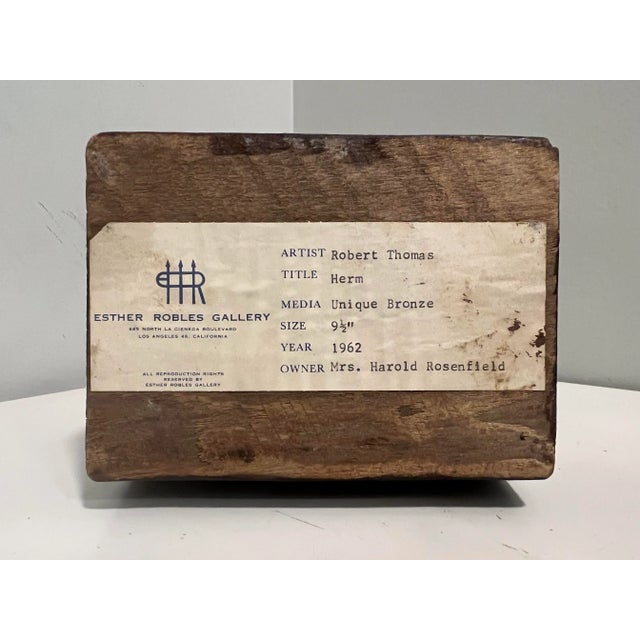 ARTIST Robert Thomas
TITLE Herm
MEDIA Unique Bronze
SIZE 9½"
YEAR 1962
OWNER Mrs. Harold Rosenfield
ESTHER ROBLES GALLERY
665 NORTH LA CIENEGA BOULEVARD
LOS ANGELES 46, CALIFORNIA
ALL REPRODUCTION RIGHTS
RESERVED BY
ESTHER ROBLES GALLERY